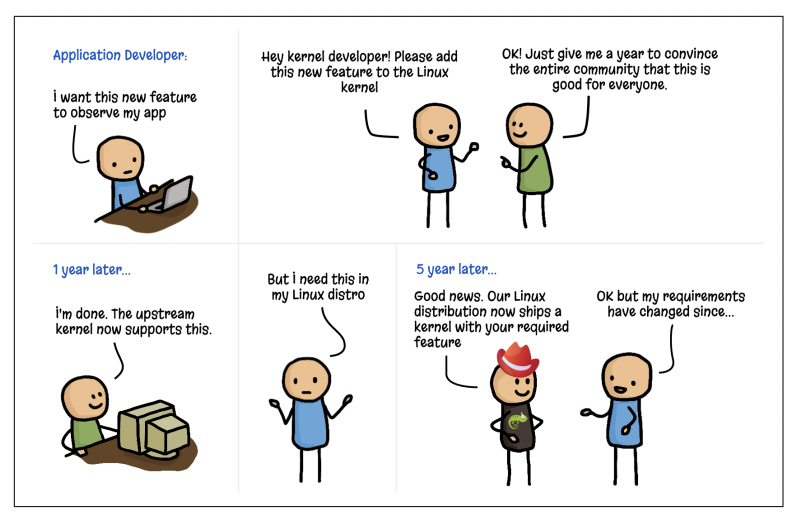 Application Developer:
i want this new feature
to observe my app
Hey kernel developer! Please add
this new feature to the Linux
kernel
OK! Just give me a year to convince
the entire community that this is
good for everyone.
1 year later...
i'm done. The upstream
kernel now supports this.
But i need this in
my Linux distro
5 year later...
Good news. Our Linux
distribution now ships a
kernel with your required
feature
OK but my requirements
have changed since...